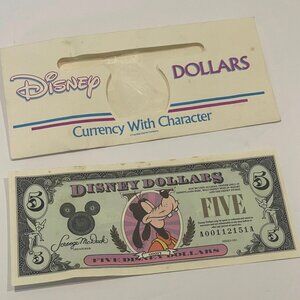 Disney
DOLLARS
Currency With Character
DISNEY DOLLARS
5
5
FIVE
A00112151A
Scrooge McDuck
5
5
FIVE DISNEY DOLLARS